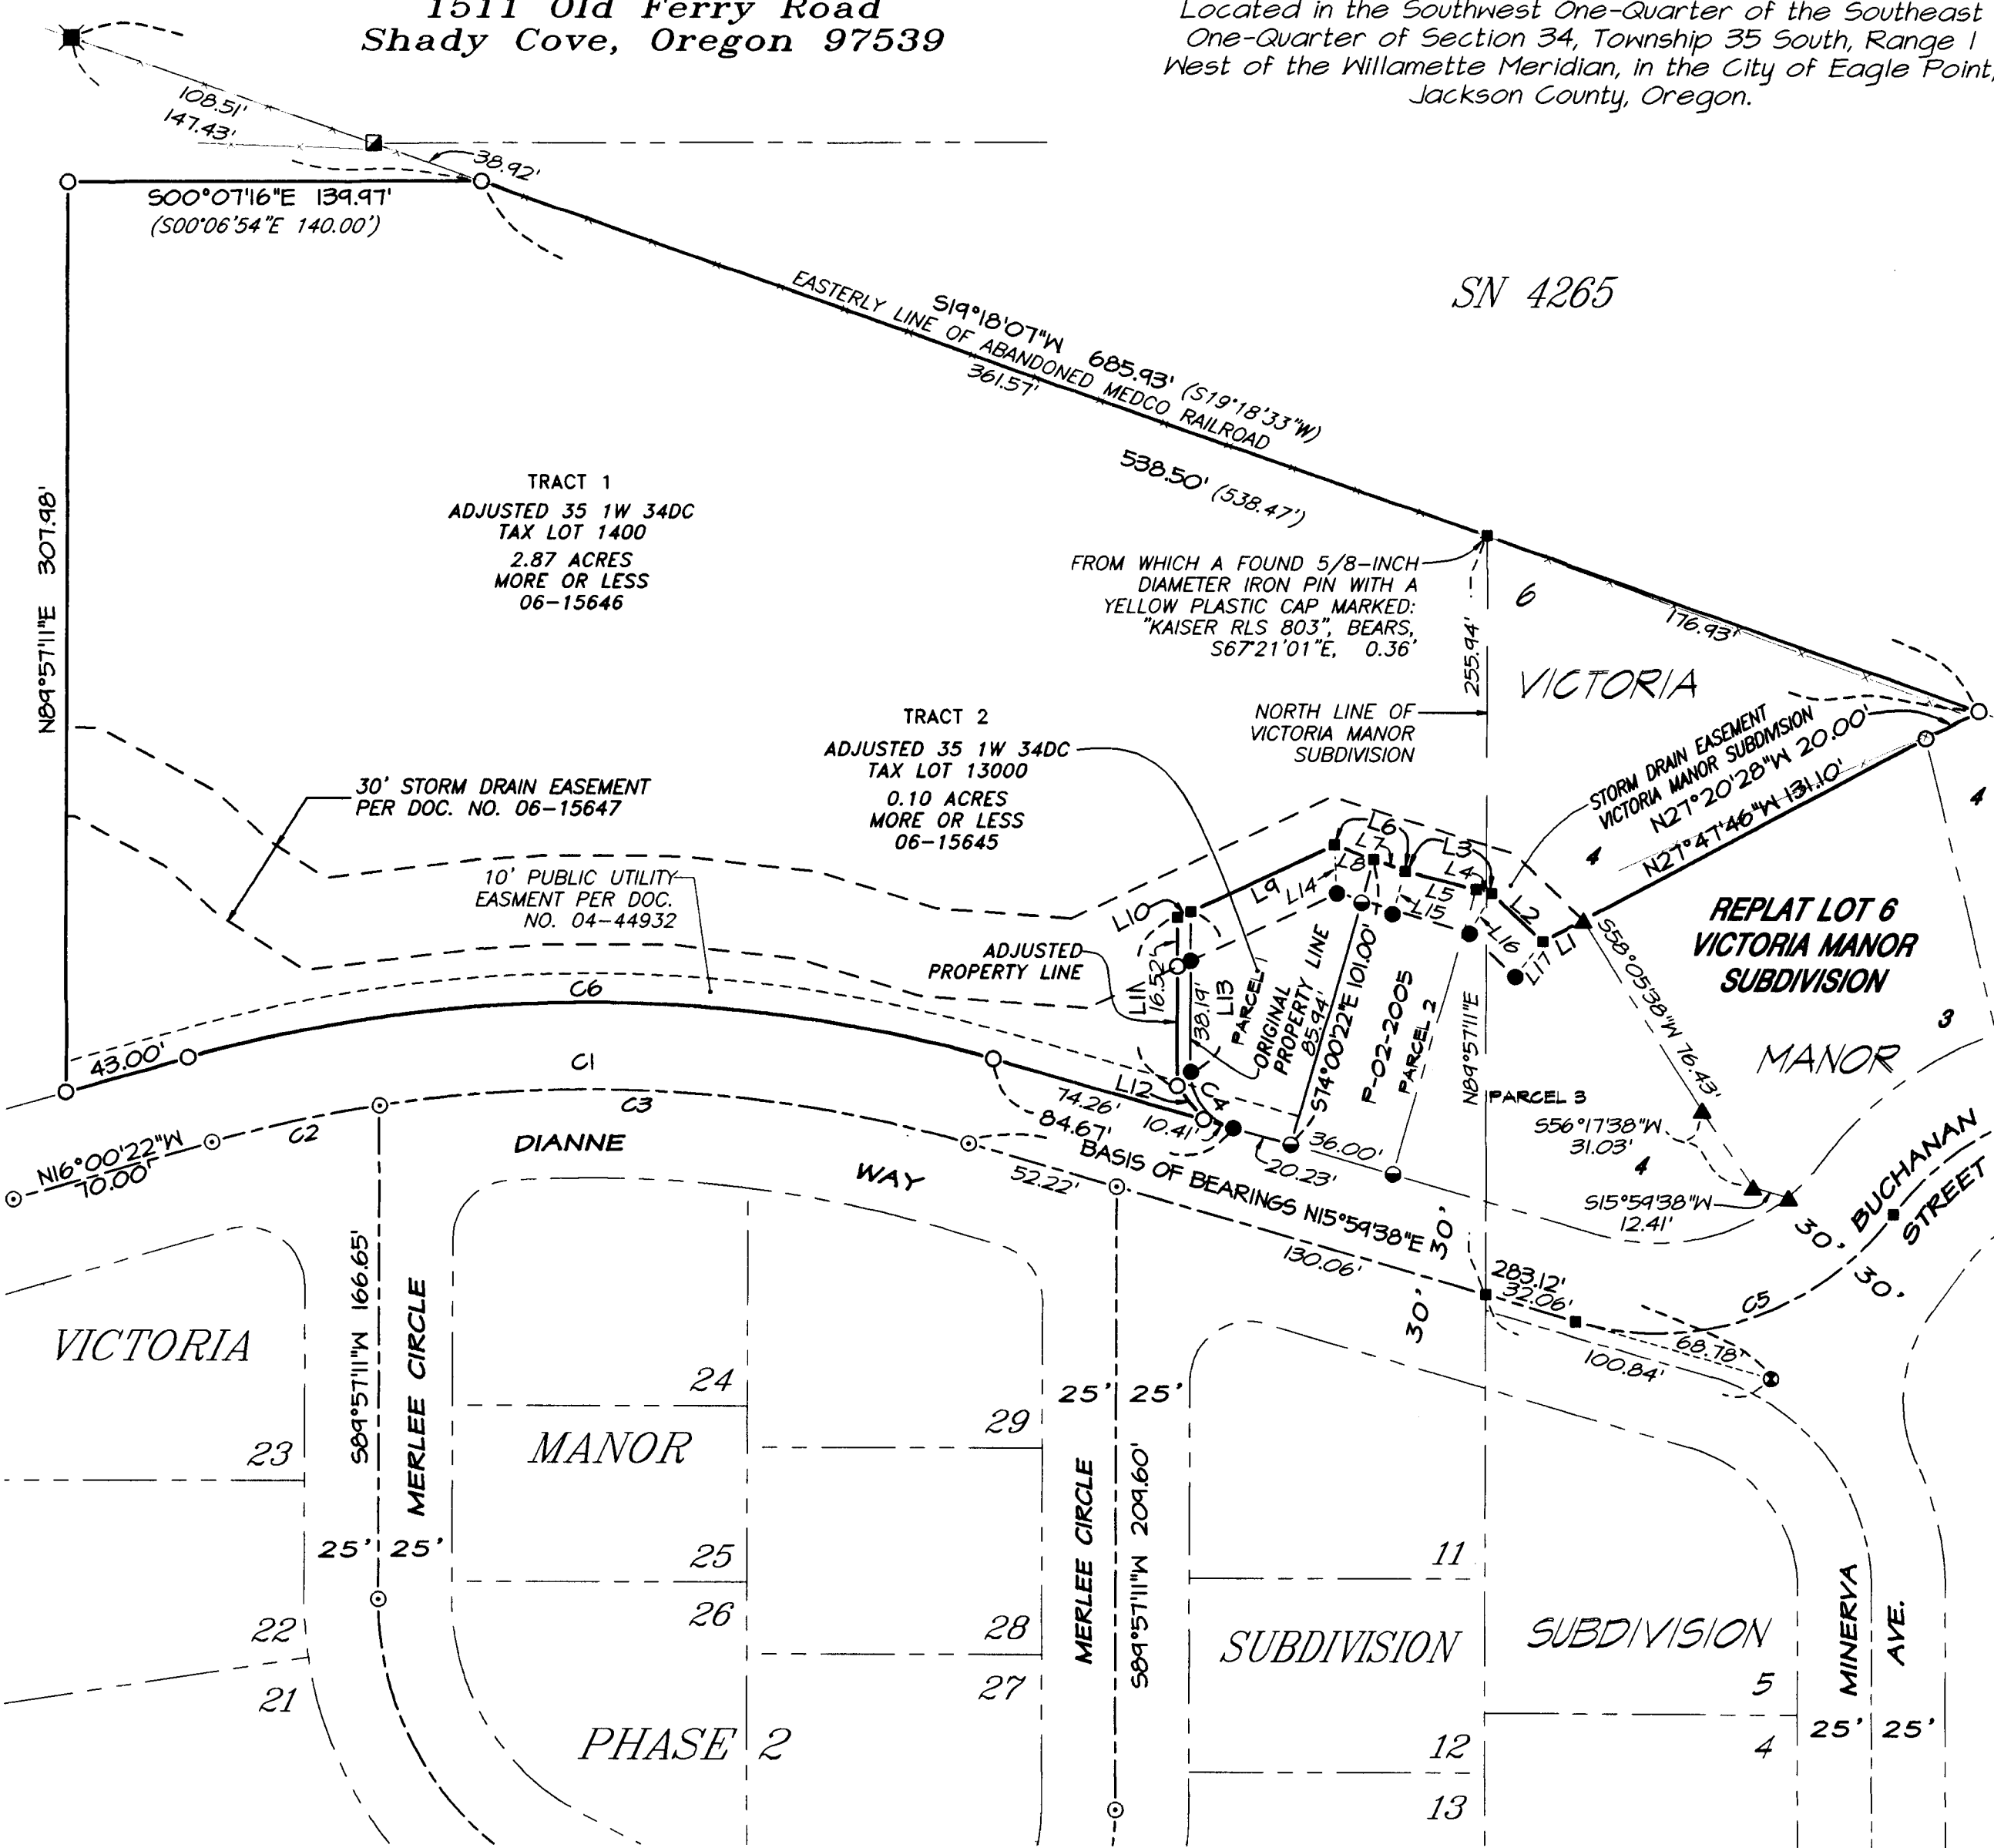 1511 Old Ferry Road
Shady Cove, Oregon 97539
Located in the Southwest One-Quarter of the Southeast
One-Quarter of Section 34, Township 35 South, Range 1
West of the Willamette Meridian, in the City of Eagle Point,
Jackson County, Oregon.
108.51'
147.43'
38.92'
S00°07'16"E 139.97'
(S00°06'54"E 140.00')
SN 4265
S19°18'07"W 685.93' (S19°18'33"W)
EASTERLY LINE OF ABANDONED MEDCO RAILROAD
361.57'
538.50' (538.47')
N89°57'11"E 307.98'
TRACT 1
ADJUSTED 35 1W 34DC
TAX LOT 1400
2.87 ACRES
MORE OR LESS
06-15646
FROM WHICH A FOUND 5/8-INCH
DIAMETER IRON PIN WITH A
YELLOW PLASTIC CAP MARKED:
"KAISER RLS 803", BEARS,
S67°21'01"E, 0.36'
255.94'
6
176.93'
VICTORIA
NORTH LINE OF
VICTORIA MANOR
SUBDIVISION
TRACT 2
ADJUSTED 35 1W 34DC
TAX LOT 13000
0.10 ACRES
MORE OR LESS
06-15645
STORM DRAIN EASEMENT
VICTORIA MANOR SUBDIVISION
N27°20'28"W 20.00'
N27°47'46"W 131.10'
4
4
30' STORM DRAIN EASEMENT
PER DOC. NO. 06-15647
10' PUBLIC UTILITY
EASMENT PER DOC.
NO. 04-44932
L6
L7
L8
L3
L4
L5
L9
L14
L15
L10
L2
L16
L17
L1
REPLAT LOT 6
VICTORIA MANOR
SUBDIVISION
ADJUSTED
PROPERTY LINE
L11
16.52'
L13
38.19'
PARCEL 1
ORIGINAL
PROPERTY LINE
85.94'
S74°00'22"E 101.00'
P-02-2005
PARCEL 2
N89°57'11"E
S58°05'38"W 76.43'
3
MANOR
C6
43.00'
C1
L12
C4
PARCEL 3
S56°17'38"W
31.03'
4
S15°59'38"W
12.41'
C2
C3
DIANNE
WAY
74.26'
84.67'
10.41'
36.00'
20.23'
N16°00'22"W
70.00'
52.22'
BASIS OF BEARINGS N15°59'38"E
130.06'
30'
30'
283.12'
32.06'
C5
68.78'
100.84'
30'
30'
BUCHANAN
STREET
VICTORIA
S89°57'11"W 166.65'
MERLEE CIRCLE
24
25' 25'
MANOR
29
23
MERLEE CIRCLE
S89°57'11"W 209.60'
25' 25'
25
26
11
22
28
SUBDIVISION
SUBDIVISION
MINERVA
AVE.
21
27
5
PHASE 2
12
4
25' 25'
13